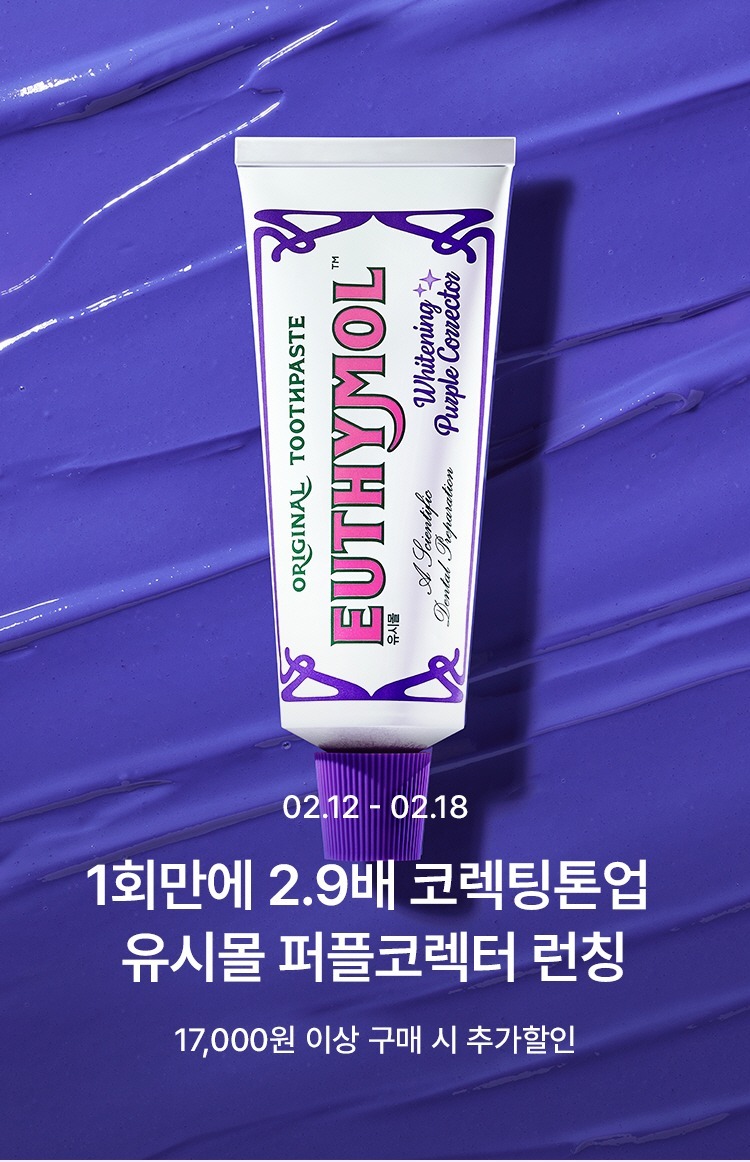 ORIGINAL TOOTHPASTE
EUTHYMOL™
유시몰
Whitening
Purple Corrector
A Scientific
Dental Preparation
02.12 - 02.18
1회만에 2.9배 코렉팅톤업
유시몰 퍼플코렉터 런칭
17,000원 이상 구매 시 추가할인